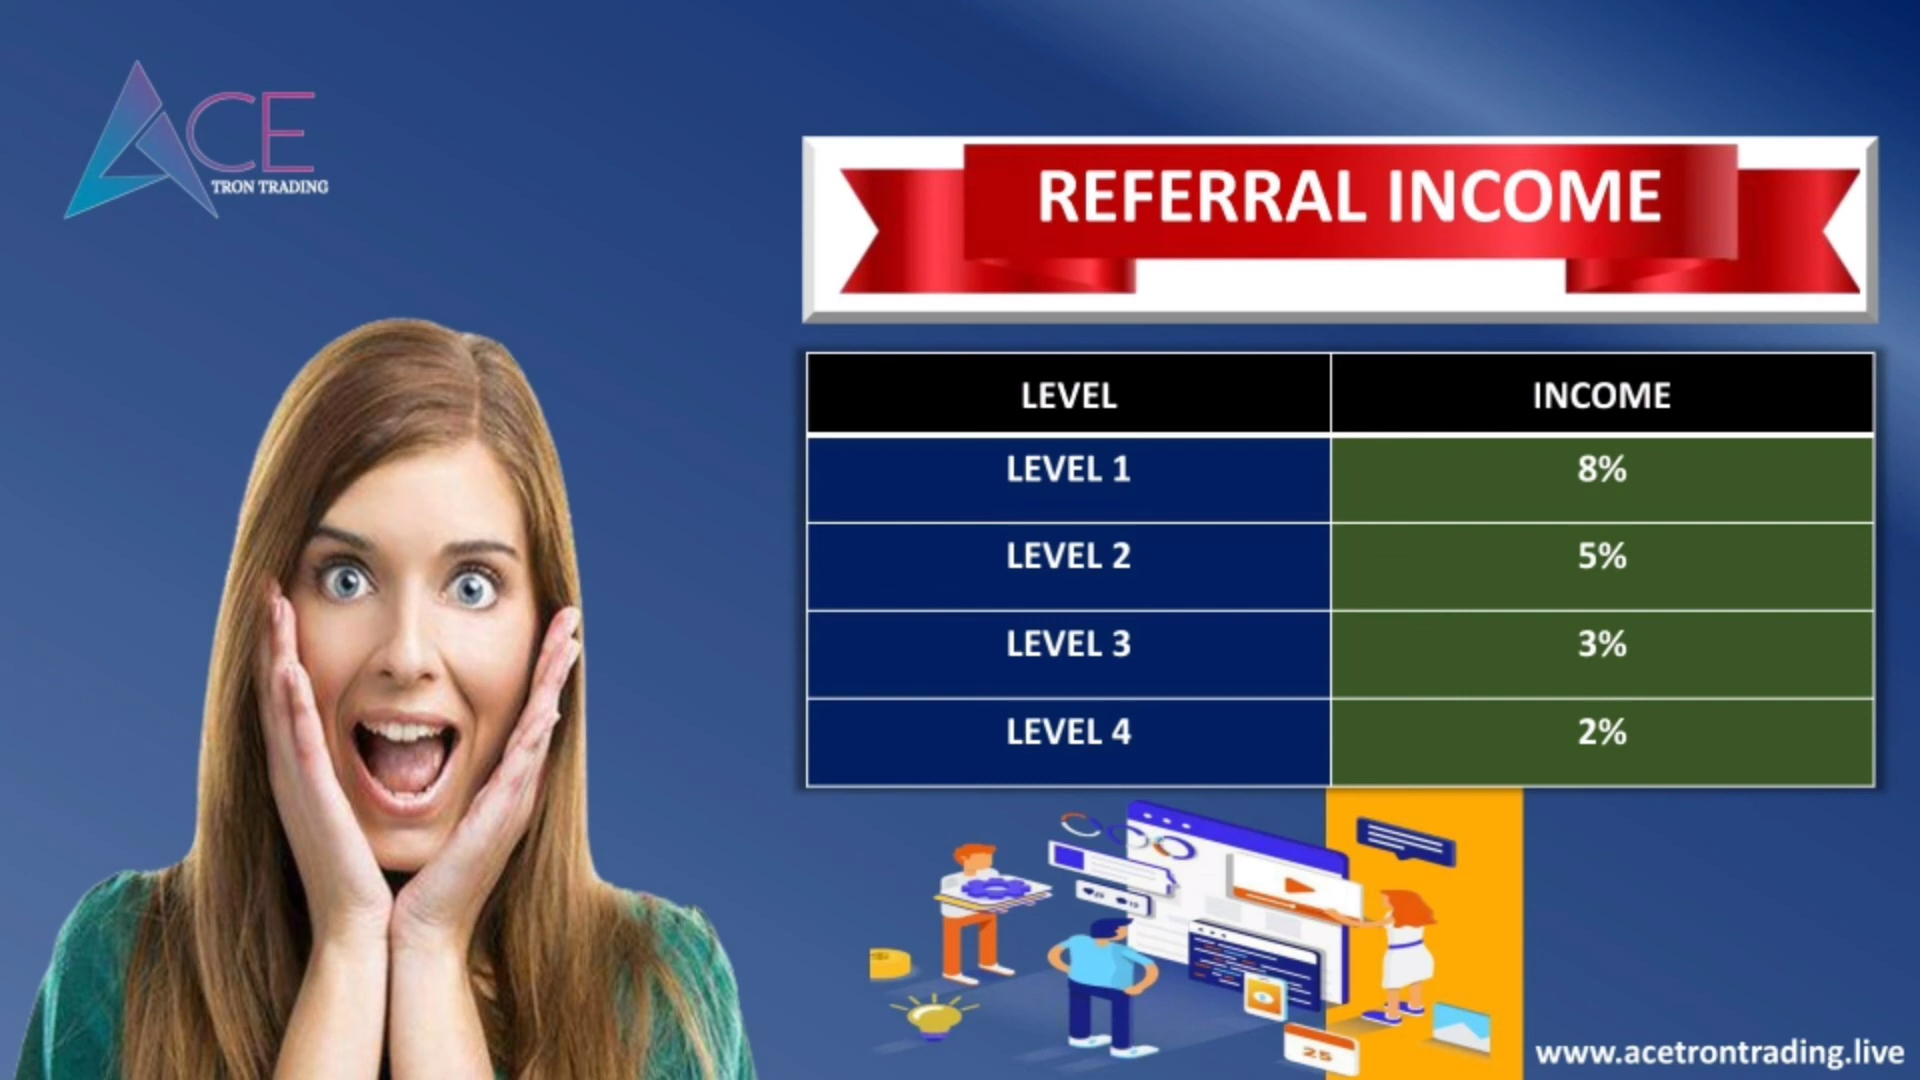 ACE
TRON TRADING
REFERRAL INCOME
LEVEL INCOME
LEVEL 1 8%
LEVEL 2 5%
LEVEL 3 3%
LEVEL 4 2%
25
www.acetrontrading.live